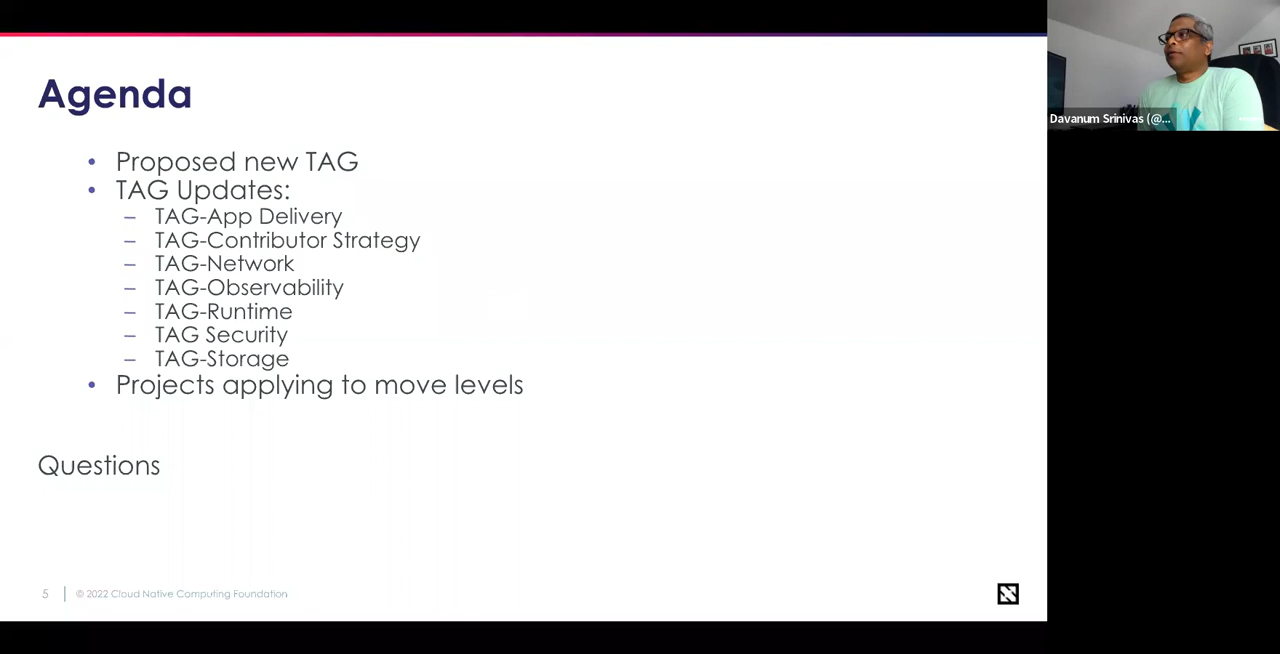 Agenda
• Proposed new TAG
• TAG Updates:
– TAG-App Delivery
– TAG-Contributor Strategy
– TAG-Network
– TAG-Observability
– TAG-Runtime
– TAG Security
– TAG-Storage
• Projects applying to move levels
Questions
5 | © 2022 Cloud Native Computing Foundation
Davanum Srinivas (@...